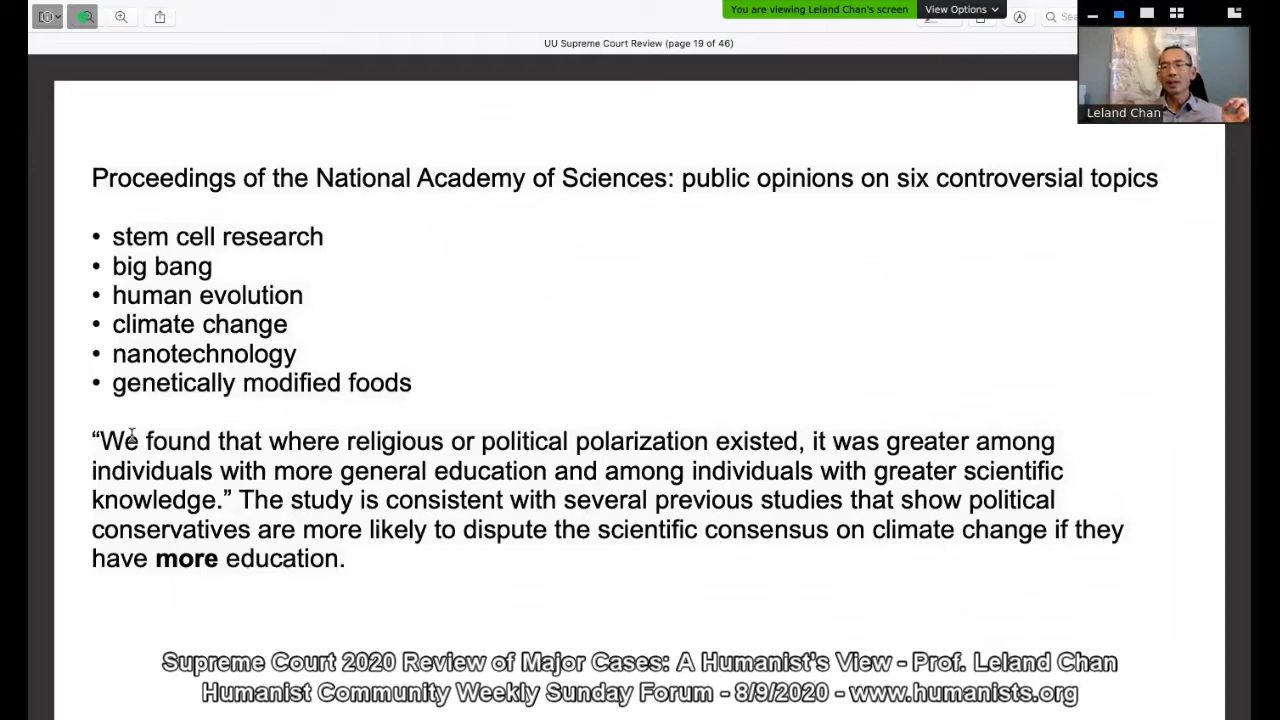 You are viewing Leland Chan's screen View Options
UU Supreme Court Review (page 19 of 46)
Leland Chan
Proceedings of the National Academy of Sciences: public opinions on six controversial topics
• stem cell research
• big bang
• human evolution
• climate change
• nanotechnology
• genetically modified foods
“We found that where religious or political polarization existed, it was greater among
individuals with more general education and among individuals with greater scientific
knowledge.” The study is consistent with several previous studies that show political
conservatives are more likely to dispute the scientific consensus on climate change if they
have more education.
Supreme Court 2020 Review of Major Cases: A Humanist's View - Prof. Leland Chan
Humanist Community Weekly Sunday Forum - 8/9/2020 - www.humanists.org